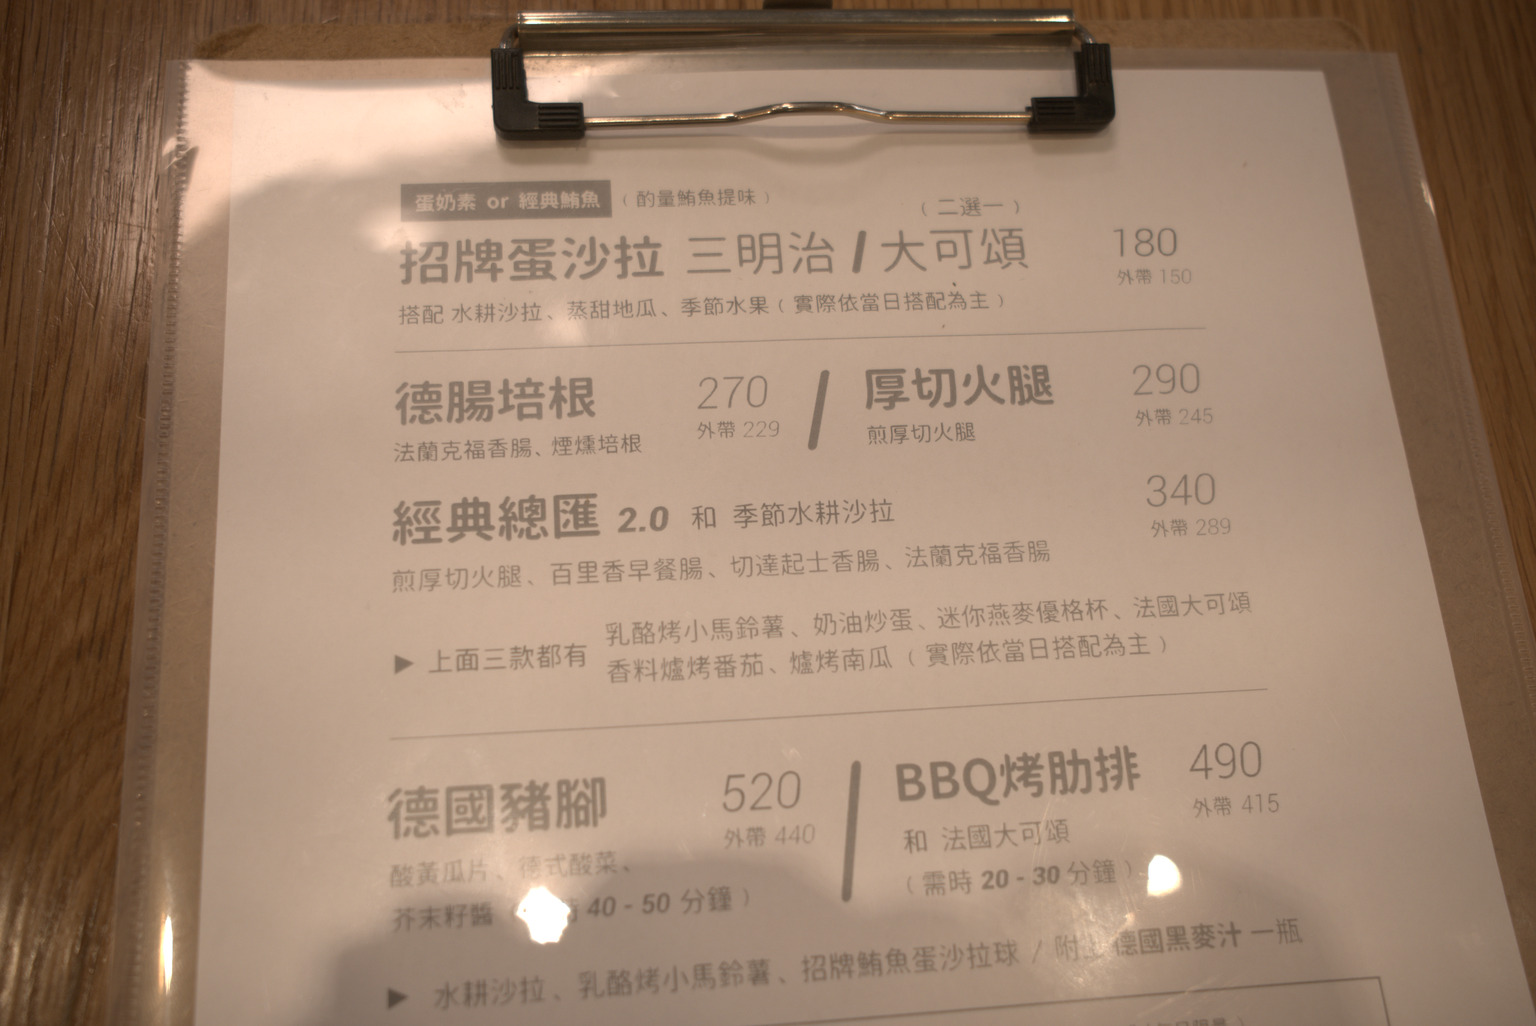 蛋奶素 or 經典鮪魚 （酌量鮪魚提味） （二選一）
招牌蛋沙拉 三明治 / 大可頌 180
外帶 150
搭配 水耕沙拉、蒸甜地瓜、季節水果（實際依當日搭配為主）
德腸培根 270 / 厚切火腿 290
外帶 229 外帶 245
法蘭克福香腸、煙燻培根 煎厚切火腿
經典總匯 2.0 和 季節水耕沙拉 340
外帶 289
煎厚切火腿、百里香早餐腸、切達起士香腸、法蘭克福香腸
▶ 上面三款都有 乳酪烤小馬鈴薯、奶油炒蛋、迷你燕麥優格杯、法國大可頌
香料爐烤番茄、爐烤南瓜（實際依當日搭配為主）
德國豬腳 520 / BBQ烤肋排 490
外帶 440 外帶 415
酸黃瓜片、德式酸菜、 和 法國大可頌
芥末籽醬 40 - 50 分鐘） （需時 20 - 30 分鐘）
▶ 水耕沙拉、乳酪烤小馬鈴薯、招牌鮪魚蛋沙拉球 / 附 德國黑麥汁 一瓶